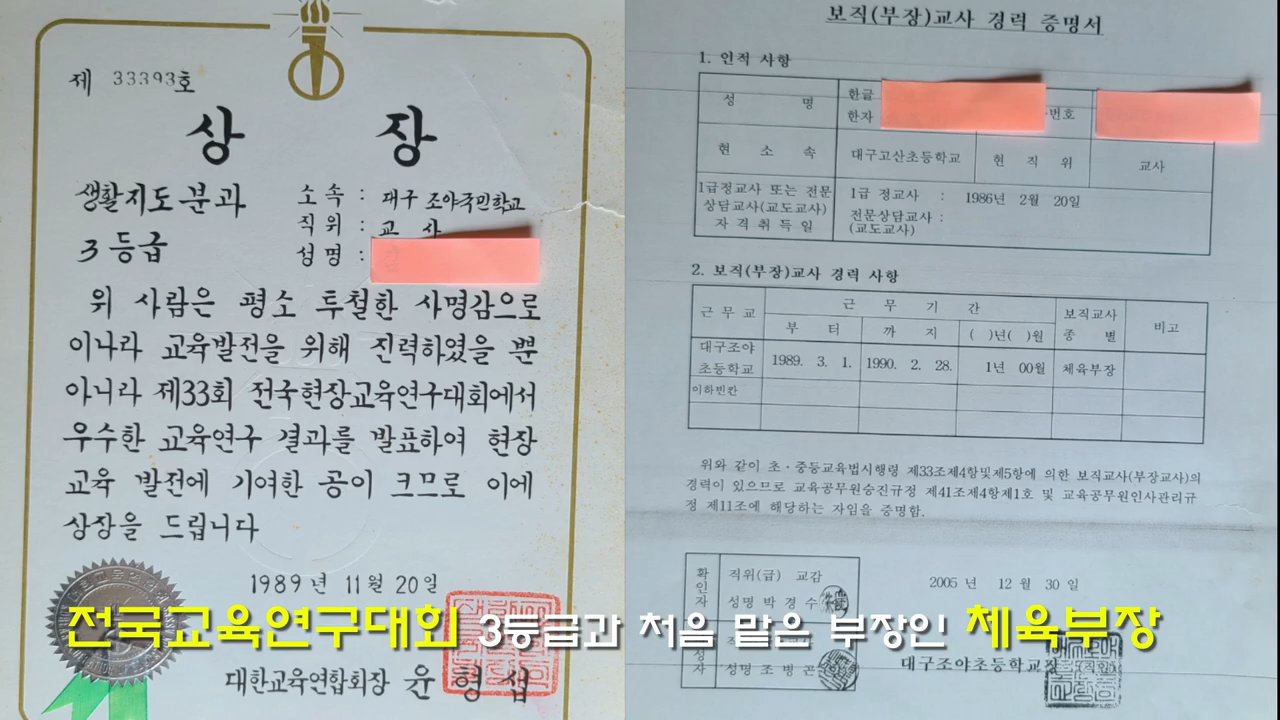 제 33393호
상 장
생활지도분과
3 등급
소속 : 대구 조야국민학교
직위 : 교 사
성명 :
위 사람은 평소 투철한 사명감으로
이나라 교육발전을 위해 진력하였을 뿐
아니라 제33회 전국현장교육연구대회에서
우수한 교육연구 결과를 발표하여 현장
교육 발전에 기여한 공이 크므로 이에
상장을 드립니다
1989년 11월 20일
대한교육연합회장 윤형섭
보직(부장)교사 경력 증명서
1. 인적 사항
성 명 한글 번호
한자
현 소 속 대구고산초등학교 현 직 위 교사
1급정교사 또는 전문
상담교사(교도교사)
자 격 취 득 일
1급 정교사 : 1986년 2월 20일
전문상담교사 :
(교도교사)
2. 보직(부장)교사 경력 사항
근 무 교 근 무 기 간 보직교사 종 별 비고
부 터 까 지 ( )년( )월
대구조야
초등학교 1989. 3. 1. 1990. 2. 28. 1년 00월 체육부장
이하빈칸
위와 같이 초·중등교육법시행령 제33조제4항및제5항에 의한 보직교사(부장교사)의
경력이 있으므로 교육공무원승진규정 제41조제4항제1호 및 교육공무원인사관리규
정 제11조에 해당하는 자임을 증명함.
확인자 직위(급) 교감
성명 박경수
2005 년 12 월 30 일
성명 조병곤
대구조야초등학교장
전국교육연구대회 3등급과 처음 맡은 부장인 체육부장